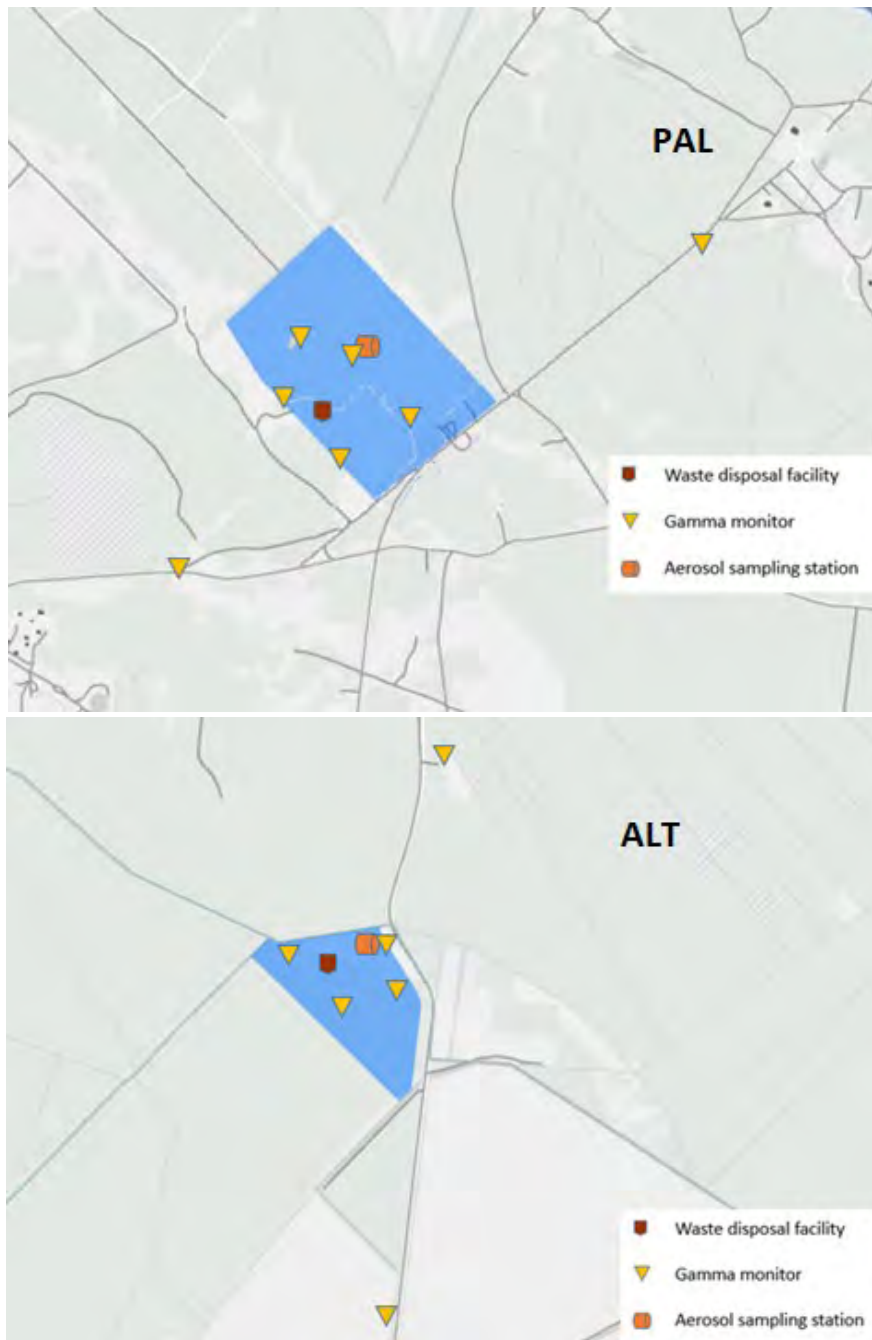 PAL
Waste disposal facility
Gamma monitor
Aerosol sampling station
ALT
Waste disposal facility
Gamma monitor
Aerosol sampling station